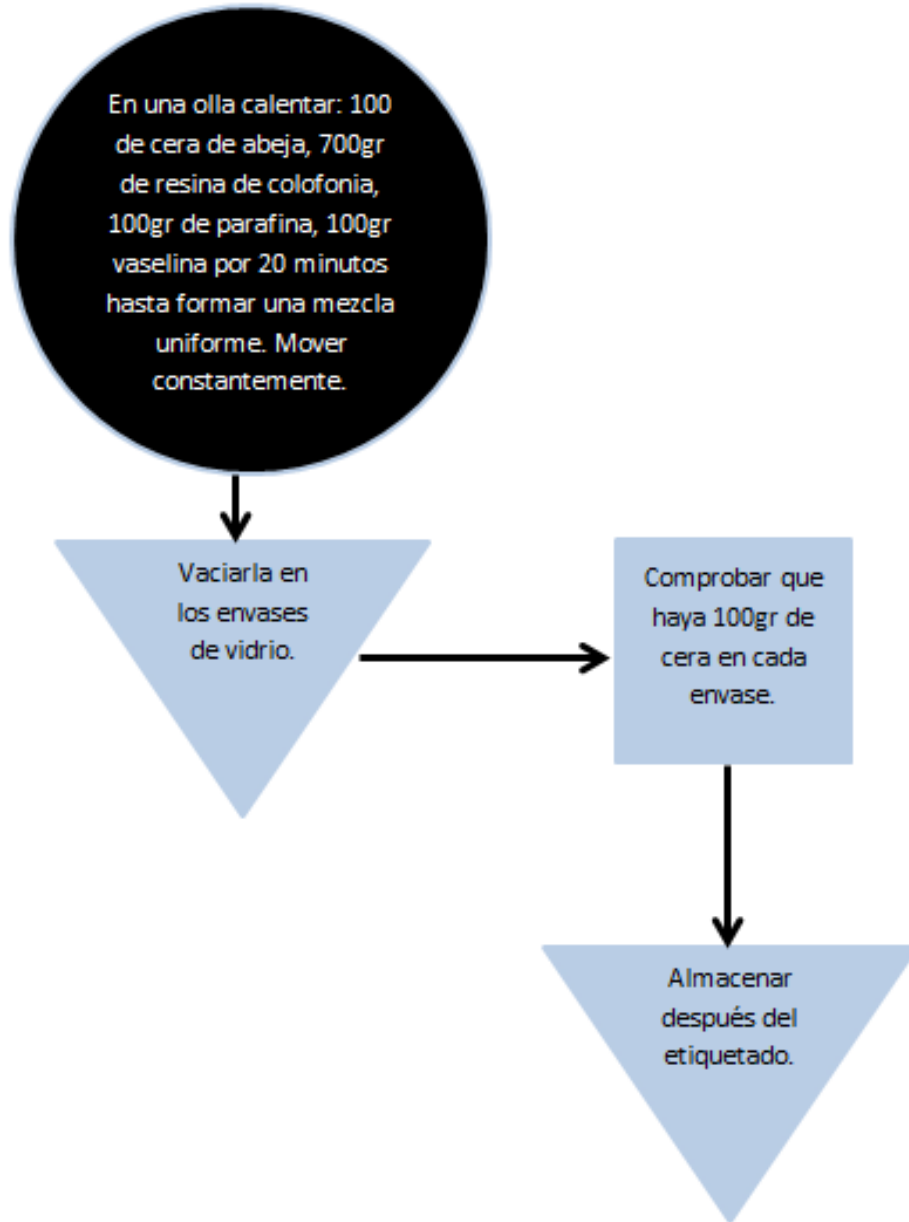 En una olla calentar: 100
de cera de abeja, 700gr
de resina de colofonia,
100gr de parafina, 100gr
vaselina por 20 minutos
hasta formar una mezcla
uniforme. Mover
constantemente.
Vaciarla en
los envases
de vidrio.
Comprobar que
haya 100gr de
cera en cada
envase.
Almacenar
después del
etiquetado.